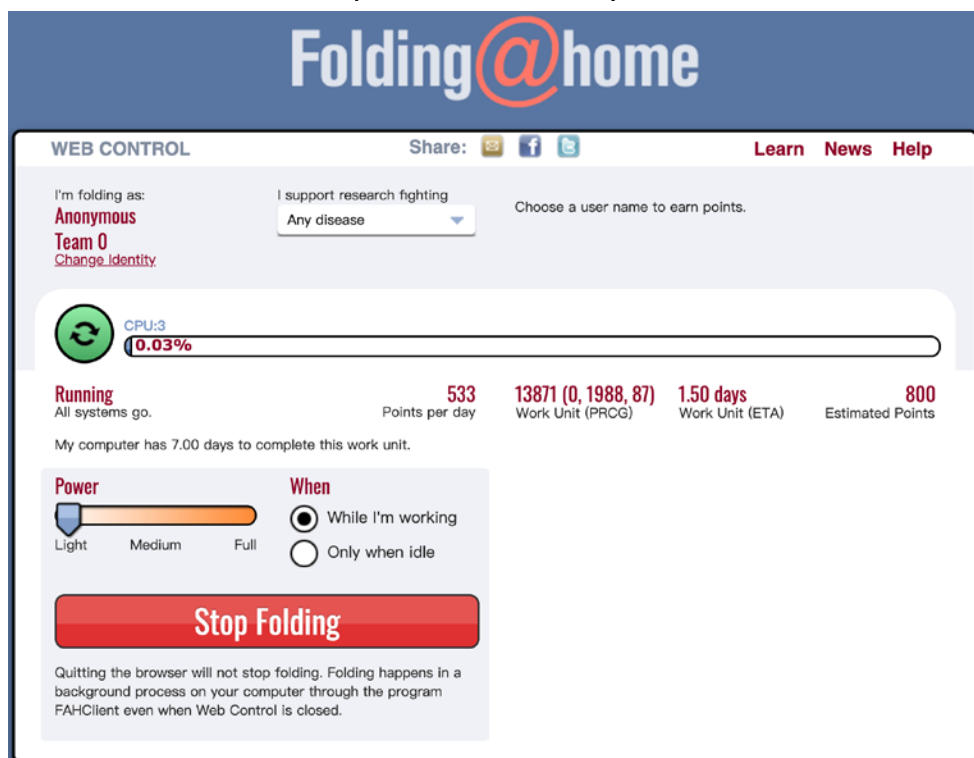 Folding@home
WEB CONTROL Share: Learn News Help
I'm folding as:
Anonymous
Team 0
Change Identity
I support research fighting
Any disease
Choose a user name to earn points.
CPU:3
0.03%
Running
All systems go.
533
Points per day
13871 (0, 1988, 87)
Work Unit (PRCG)
1.50 days
Work Unit (ETA)
800
Estimated Points
My computer has 7.00 days to complete this work unit.
Power
Light Medium Full
When
While I'm working
Only when idle
Stop Folding
Quitting the browser will not stop folding. Folding happens in a
background process on your computer through the program
FAHClient even when Web Control is closed.